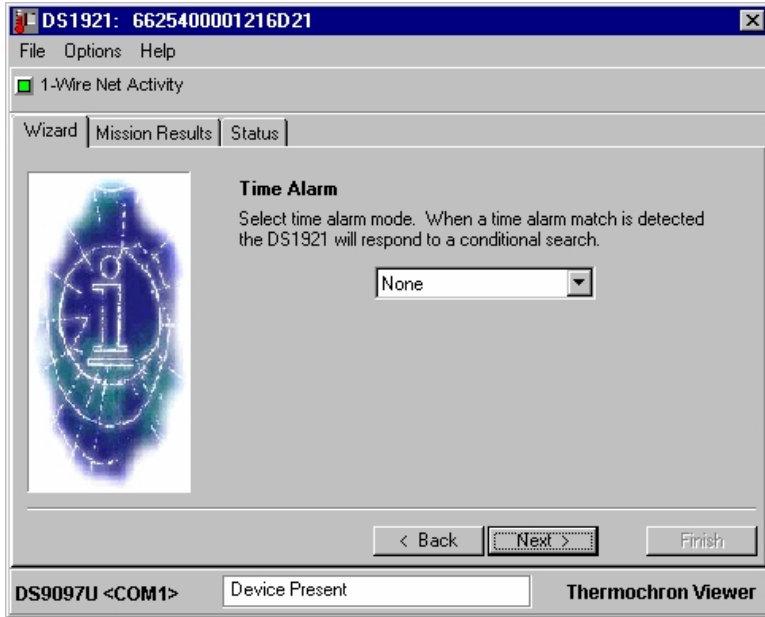 DS1921: 6625400001216D21
File Options Help
1-Wire Net Activity
Wizard Mission Results Status
Time Alarm
Select time alarm mode. When a time alarm match is detected
the DS1921 will respond to a conditional search.
None
< Back Next > Finish
DS9097U <COM1> Device Present Thermochron Viewer